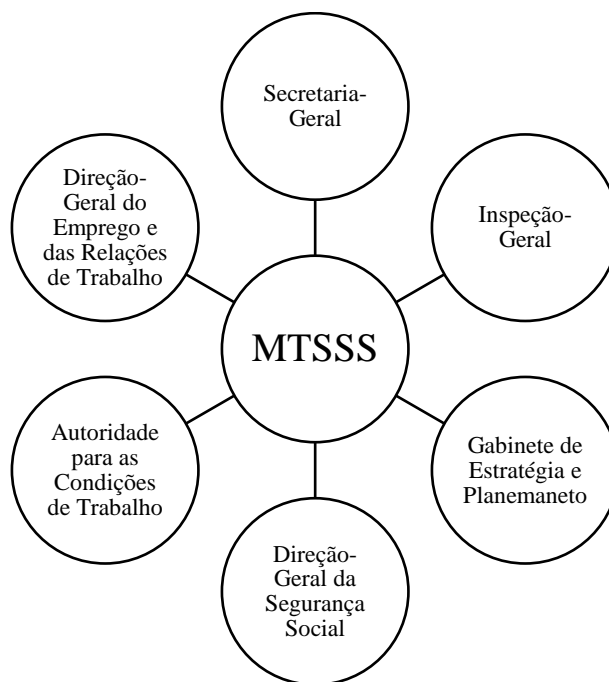 Secretaria-
Geral
Direção-
Geral do
Emprego e
das Relações
de Trabalho
Inspeção-
Geral
MTSSS
Autoridade
para as
Condições
de Trabalho
Gabinete de
Estratégia e
Planemaneto
Direção-
Geral da
Segurança
Social